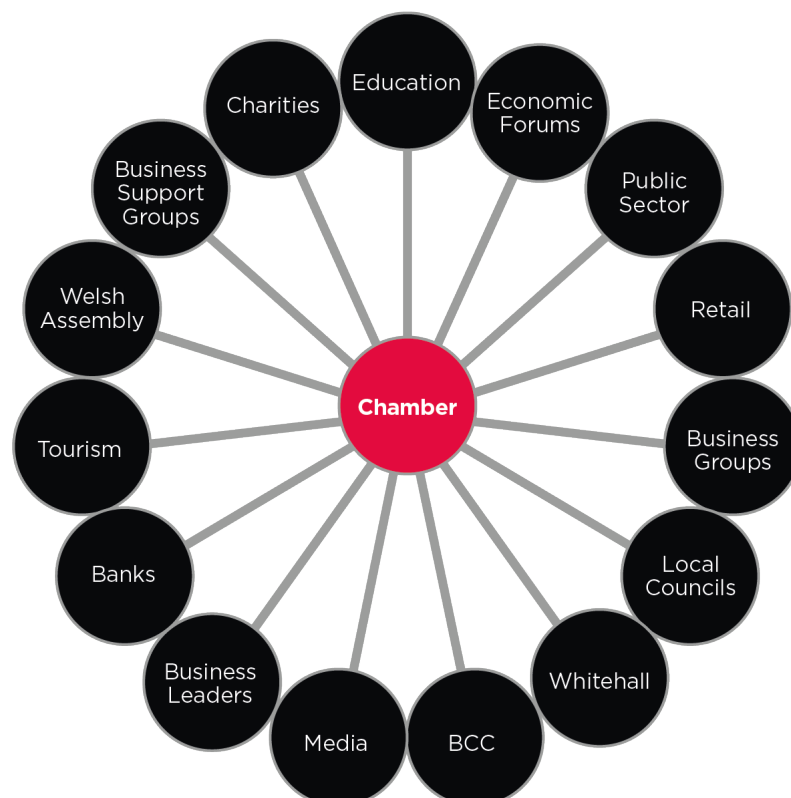 Education
Charities
Economic
Forums
Business
Support
Groups
Public
Sector
Welsh
Assembly
Retail
Chamber
Tourism
Business
Groups
Banks
Local
Councils
Business
Leaders
Whitehall
Media
BCC